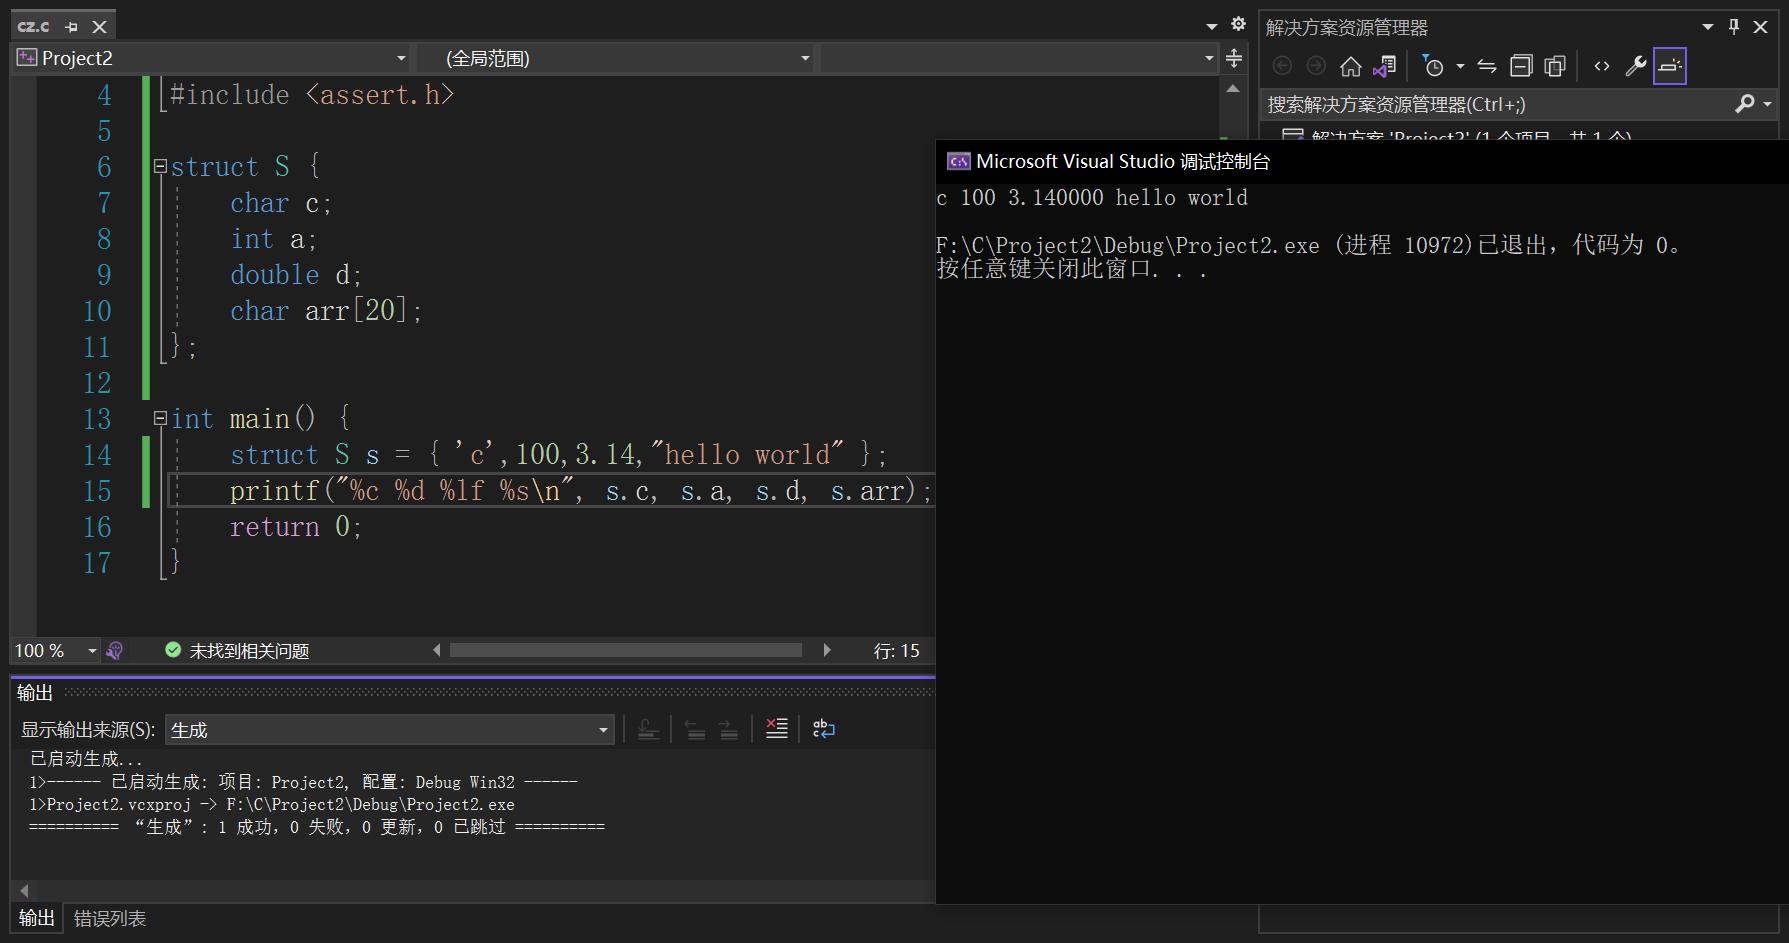 cz.c
Project2
(全局范围)
4 #include <assert.h>
5
6 struct S {
7 char c;
8 int a;
9 double d;
10 char arr[20];
11 };
12
13 int main() {
14 struct S s = { 'c',100,3.14,"hello world" };
15 printf("%c %d %lf %s\n", s.c, s.a, s.d, s.arr);
16 return 0;
17 }
100 %
未找到相关问题
行: 15
输出
显示输出来源(S): 生成
已启动生成...
1>------ 已启动生成: 项目: Project2, 配置: Debug Win32 ------
1>Project2.vcxproj -> F:\C\Project2\Debug\Project2.exe
========== “生成”: 1 成功，0 失败，0 更新，0 已跳过 ==========
输出 错误列表
解决方案资源管理器
搜索解决方案资源管理器(Ctrl+;)
解决方案 'Project2' (1 个项目，共 1 个)
Microsoft Visual Studio 调试控制台
c 100 3.140000 hello world
F:\C\Project2\Debug\Project2.exe (进程 10972)已退出，代码为 0。
按任意键关闭此窗口. . .